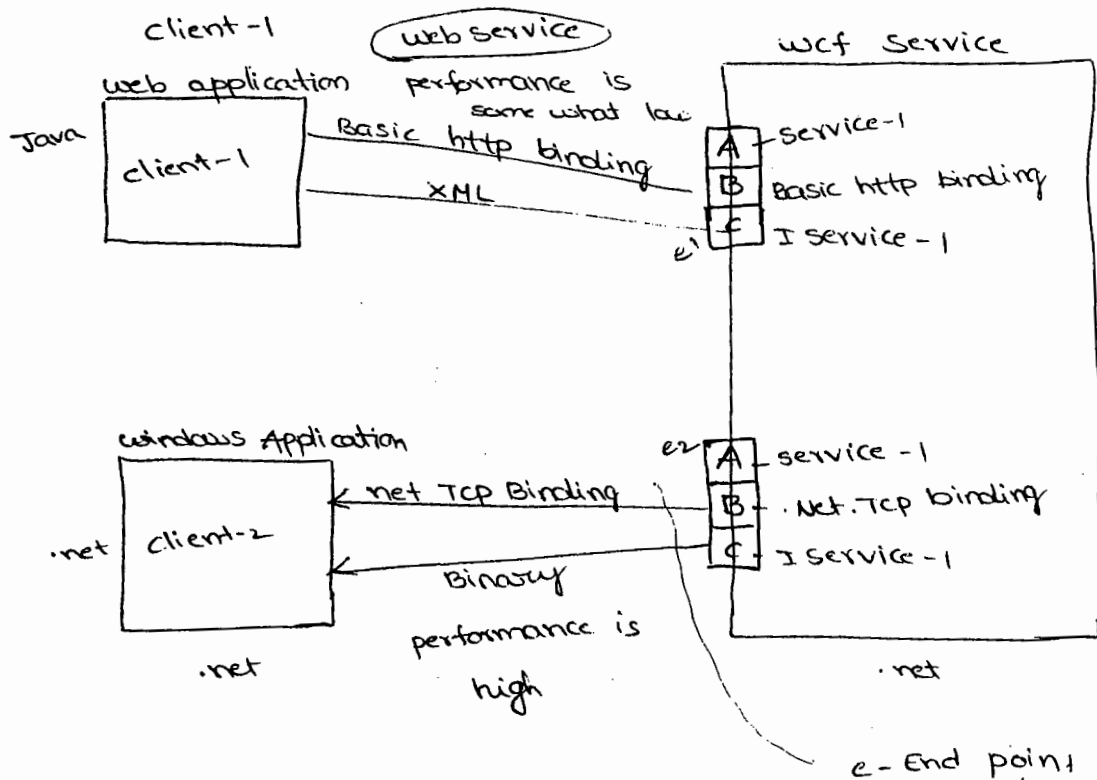 client-1
web service
wcf service
web application
performance is
some what low
Java
client-1
Basic http binding
XML
A
service-1
B
Basic http binding
C
I service-1
e1
windows Application
e2
A
service-1
net TCP Binding
B
.Net.TCP binding
.net
client-2
C
I service-1
Binary
performance is
high
.net
.net
e-End point